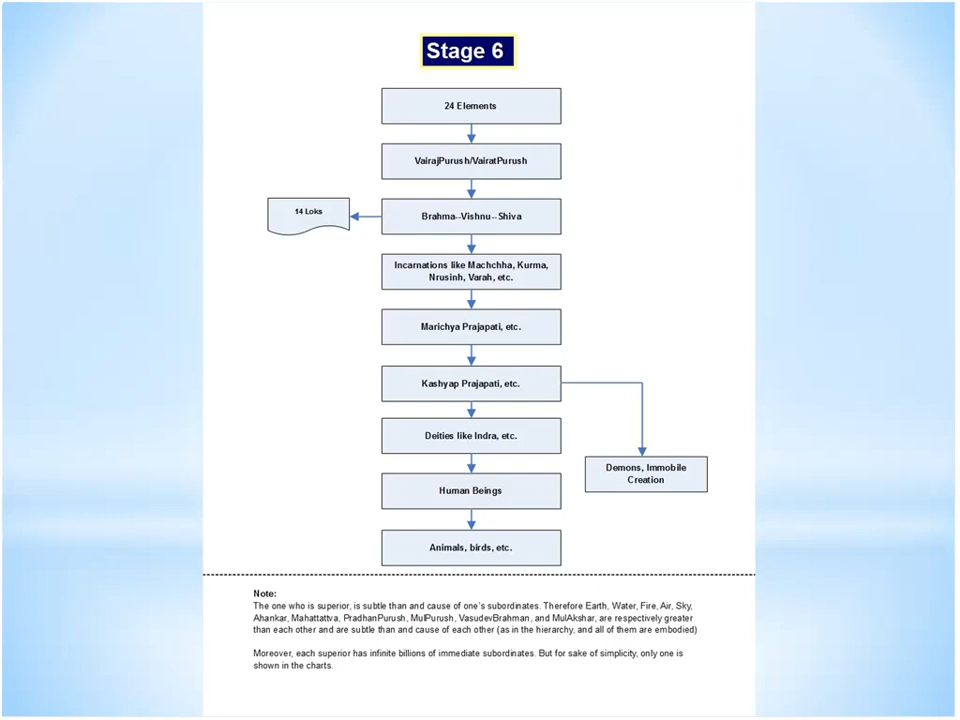 Stage 6
24 Elements
VairajPurush/VairatPurush
14 Loks
Brahma--Vishnu--Shiva
Incarnations like Machchha, Kurma,
Nrusinh, Varah, etc.
Marichya Prajapati, etc.
Kashyap Prajapati, etc.
Deities like Indra, etc.
Demons, Immobile
Creation
Human Beings
Animals, birds, etc.
Note:
The one who is superior, is subtle than and cause of one's subordinates. Therefore Earth, Water, Fire, Air, Sky,
Ahankar, Mahattattva, PradhanPurush, MulPurush, VasudevBrahman, and MulAkshar, are respectively greater
than each other and are subtle than and cause of each other (as in the hierarchy, and all of them are embodied)
Moreover, each superior has infinite billions of immediate subordinates. But for sake of simplicity, only one is
shown in the charts.